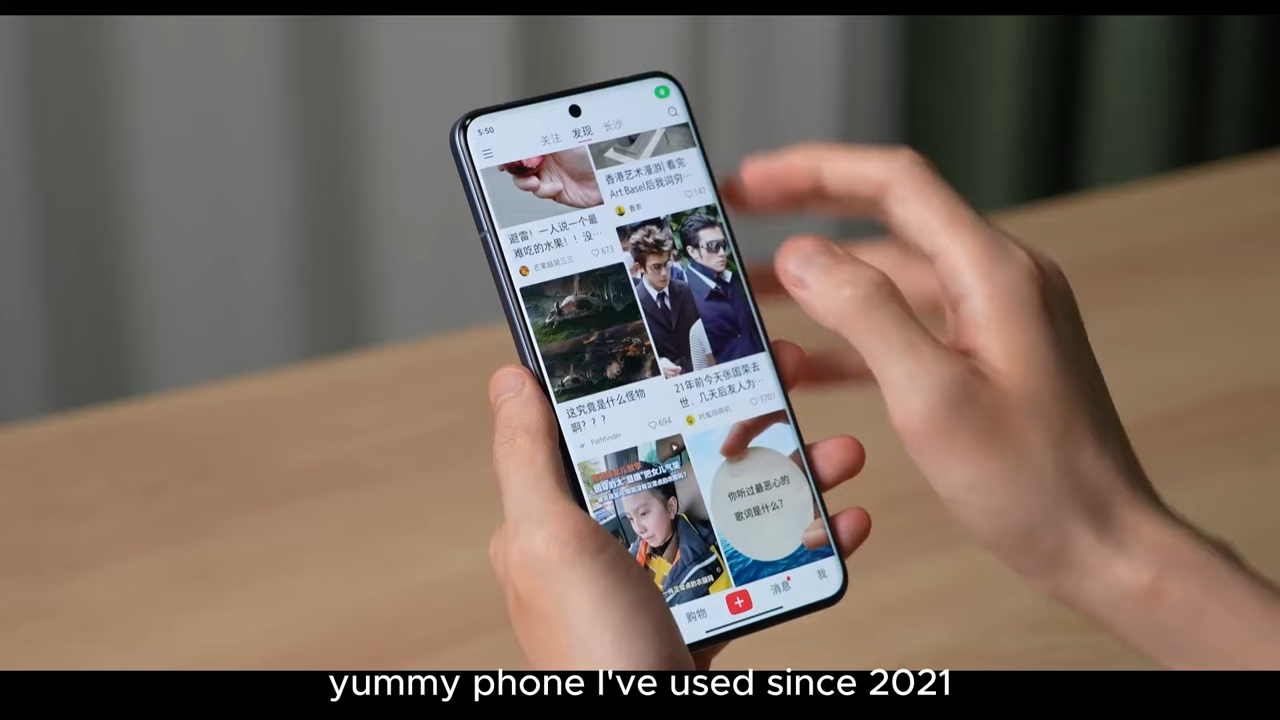 5:50
关注 发现 长沙
香港艺术漫游|看完
Art Basel后我词穷…
147
避雷！一人说一个最
难吃的水果！！没…
673
这究竟是什么怪物
啊？？？
Pathfinder
694
21年前今天张国荣去
世，几天后友人为…
3707
你听过最恶心的
歌词是什么?
购物
消息
我
yummy phone I've used since 2021